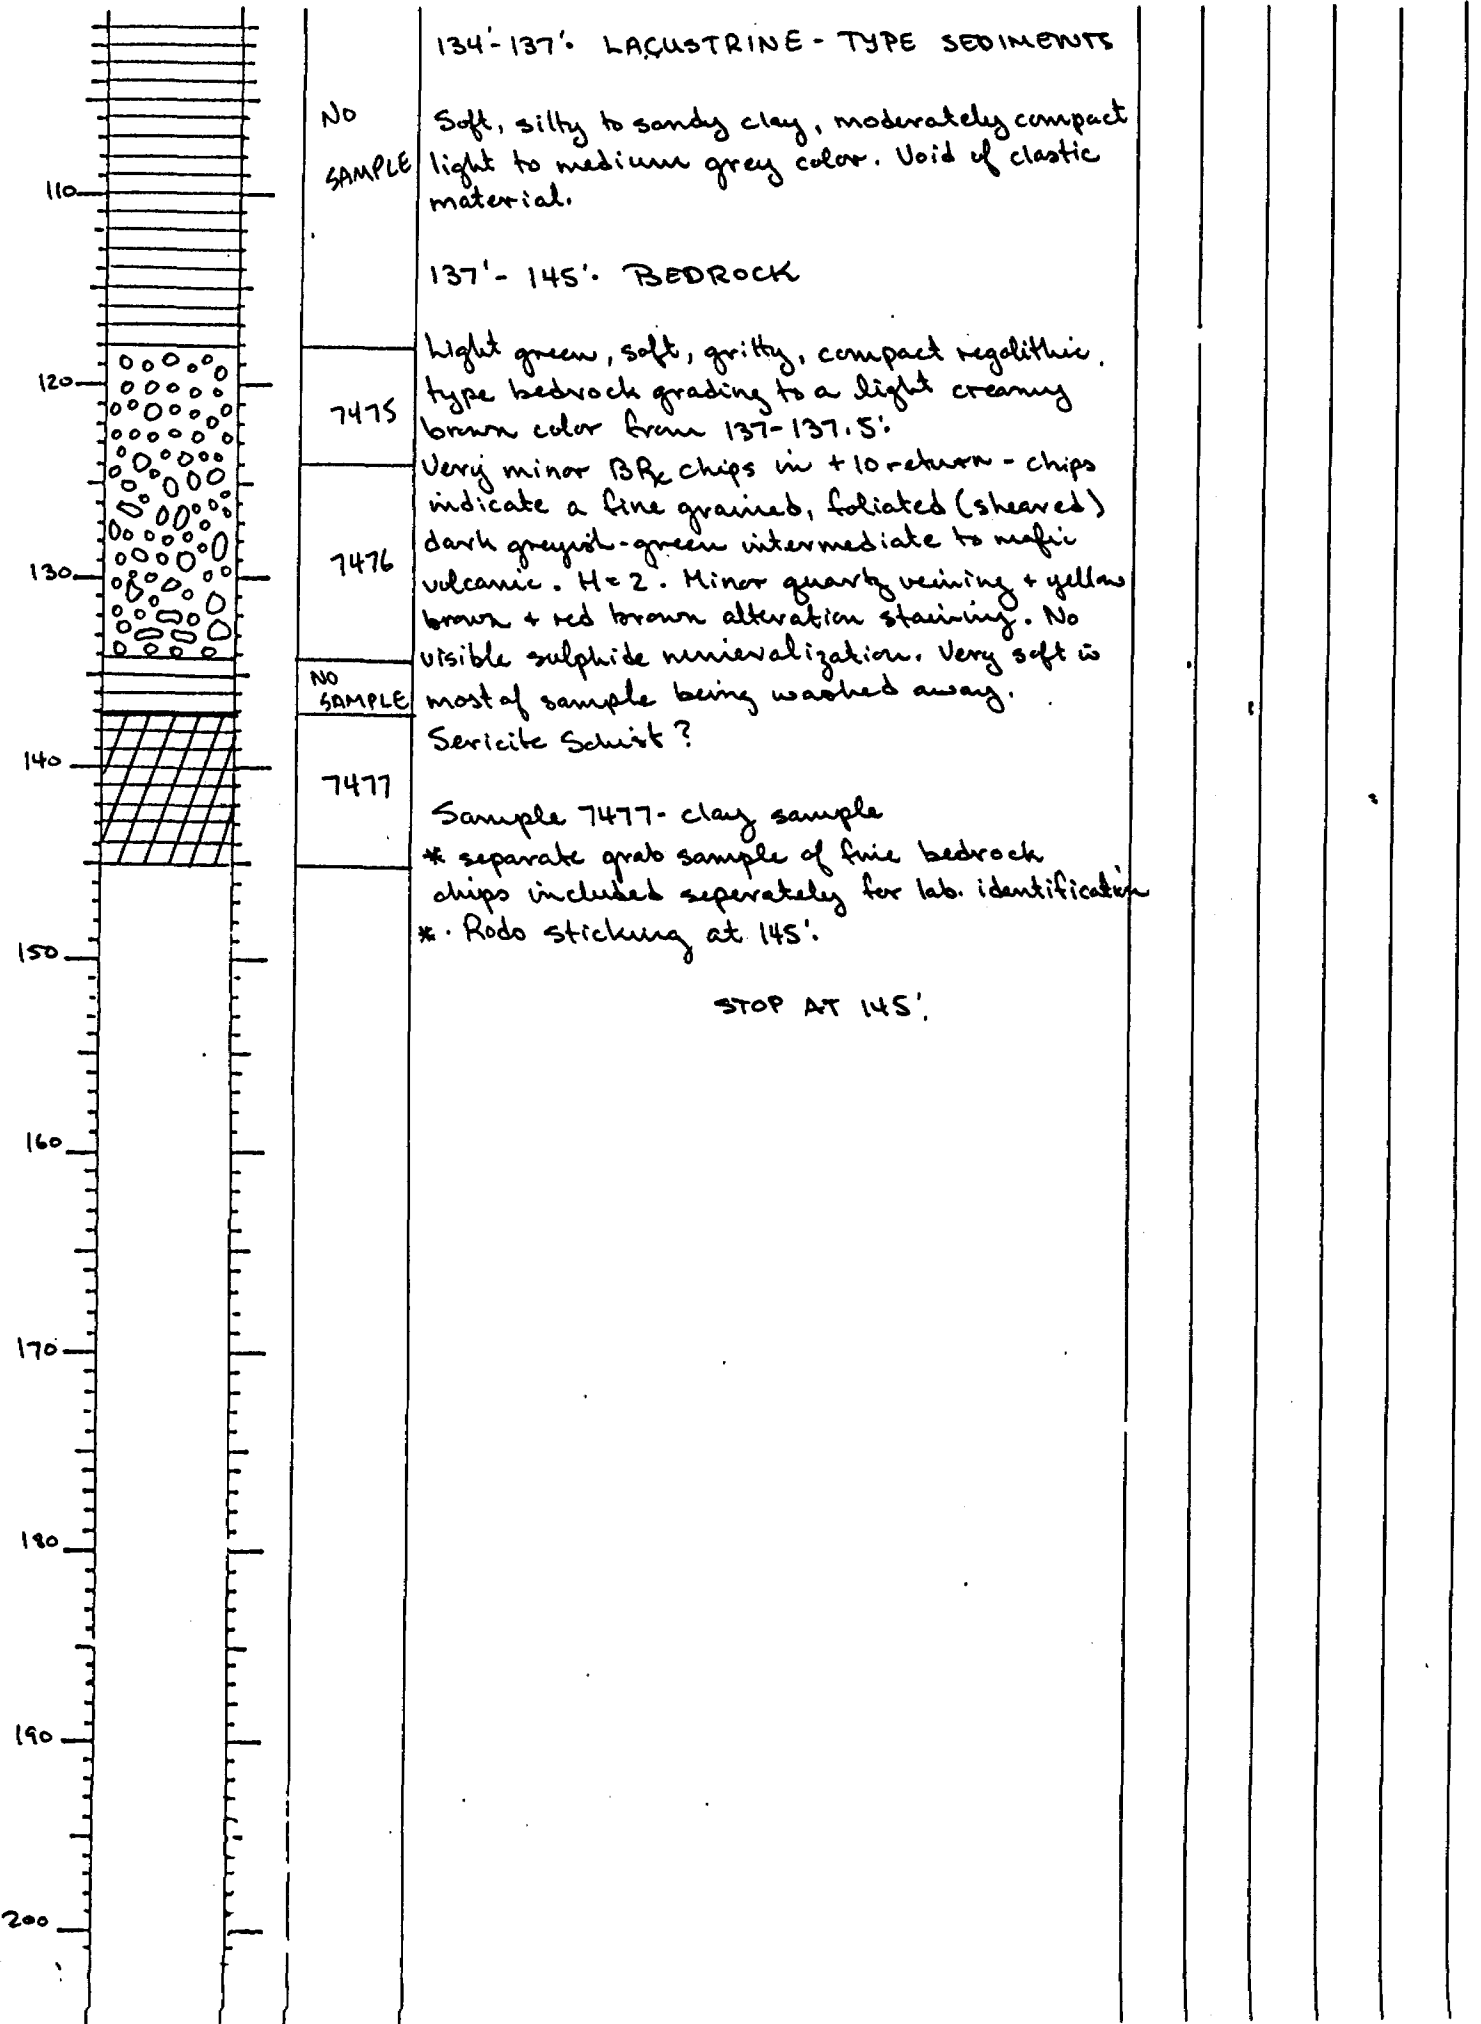 134'-137': LACUSTRINE - TYPE SEDIMENTS
NO
SAMPLE
Soft, silty to sandy clay, moderately compact
light to medium grey color. Void of clastic
material.
110
137'- 145': BEDROCK
Light green, soft, gritty, compact regolithic.
type bedrock grading to a light creamy
brown color from 137-137.5'.
120
7475
Very minor BRx chips in +10 return - chips
indicate a fine grained, foliated (sheared)
dark greyish-green intermediate to mafic
volcanic. H=2. Minor quartz veining + yellow
brown + red brown alteration staining. No
visible sulphide mineralization. Very soft
most of sample being washed away.
Sericite Schist?
7476
130
NO
SAMPLE
140
7477
Sample 7477- clay sample
* separate grab sample of fine bedrock
chips included seperately for lab. identification
* Rods sticking at 145'.
150
STOP AT 145'.
160
170
180
190
200